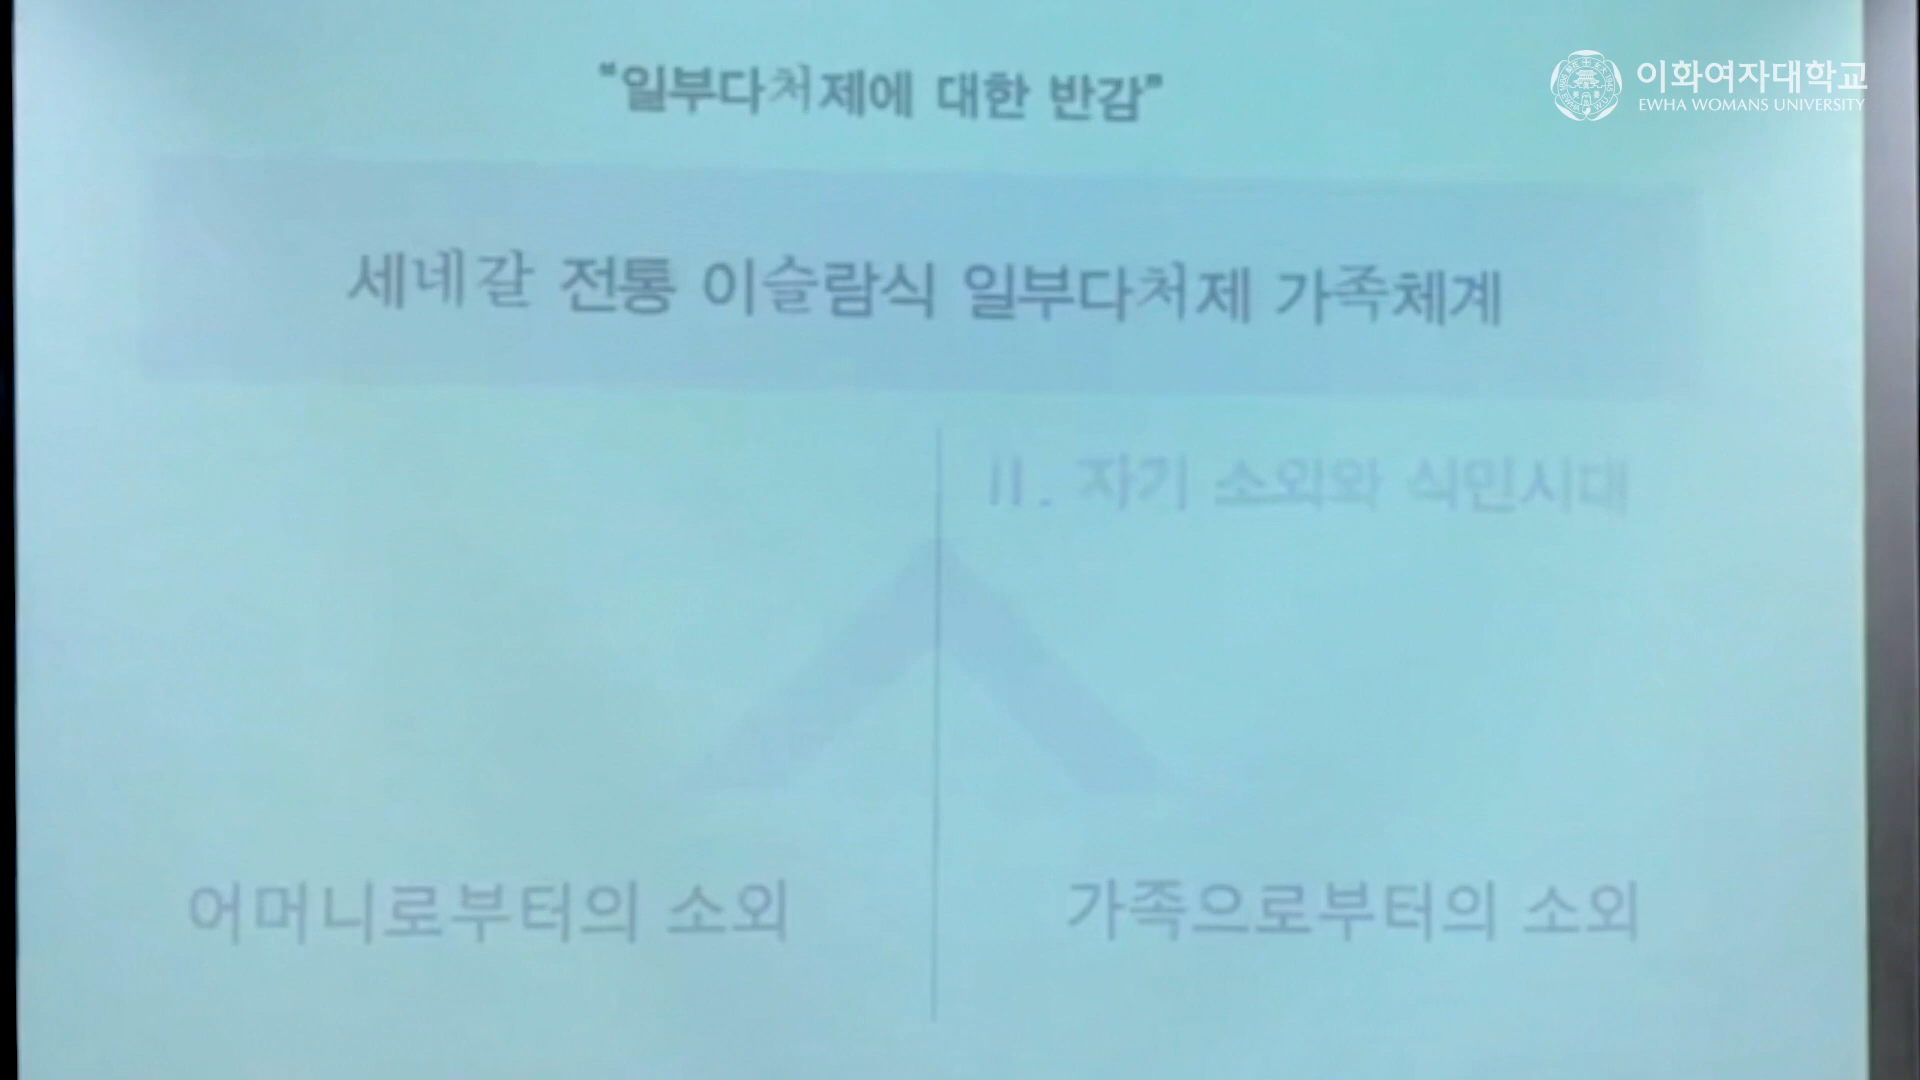 "일부다처제에 대한 반감"
이화여자대학교
EWHA WOMANS UNIVERSITY
세네갈 전통 이슬람식 일부다처제 가족체계
II. 자기 소외와 식민시대
어머니로부터의 소외
가족으로부터의 소외